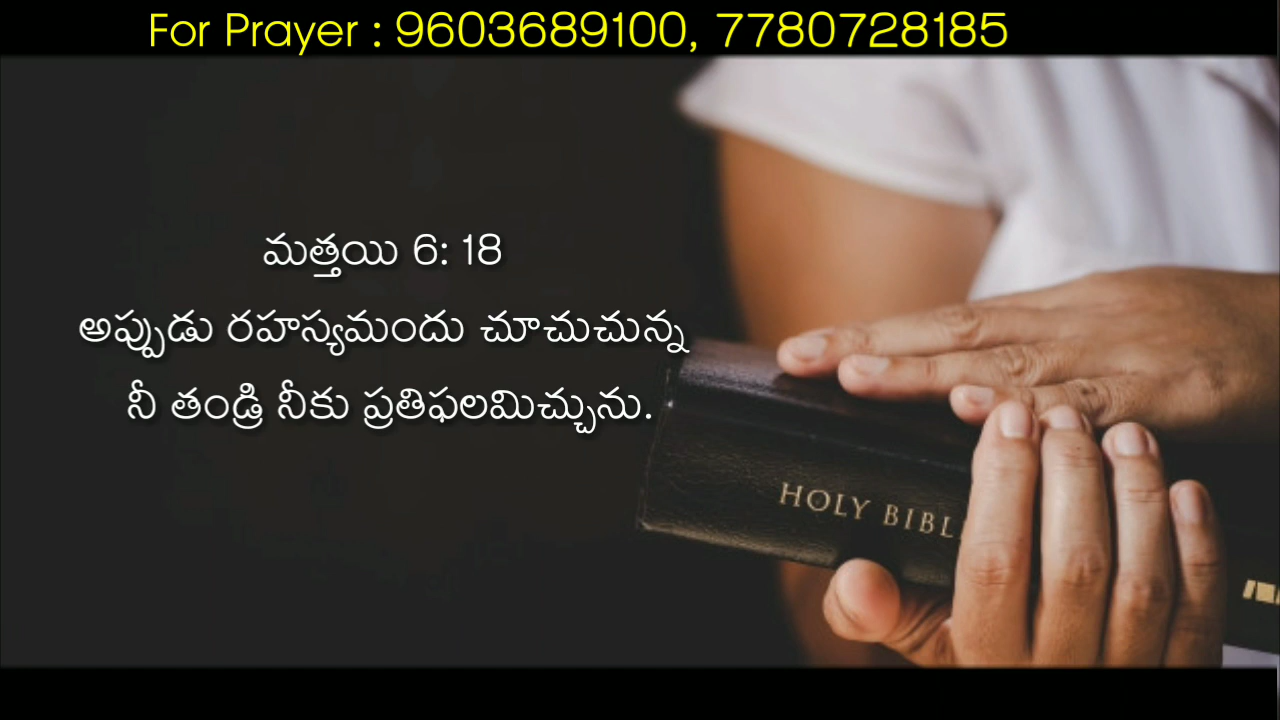 For Prayer : 9603689100, 7780728185
మత్తయి 6: 18
అప్పుడు రహస్యమందు చూచుచున్న
నీ తండ్రి నీకు ప్రతిఫలమిచ్చును.
HOLY BIBL